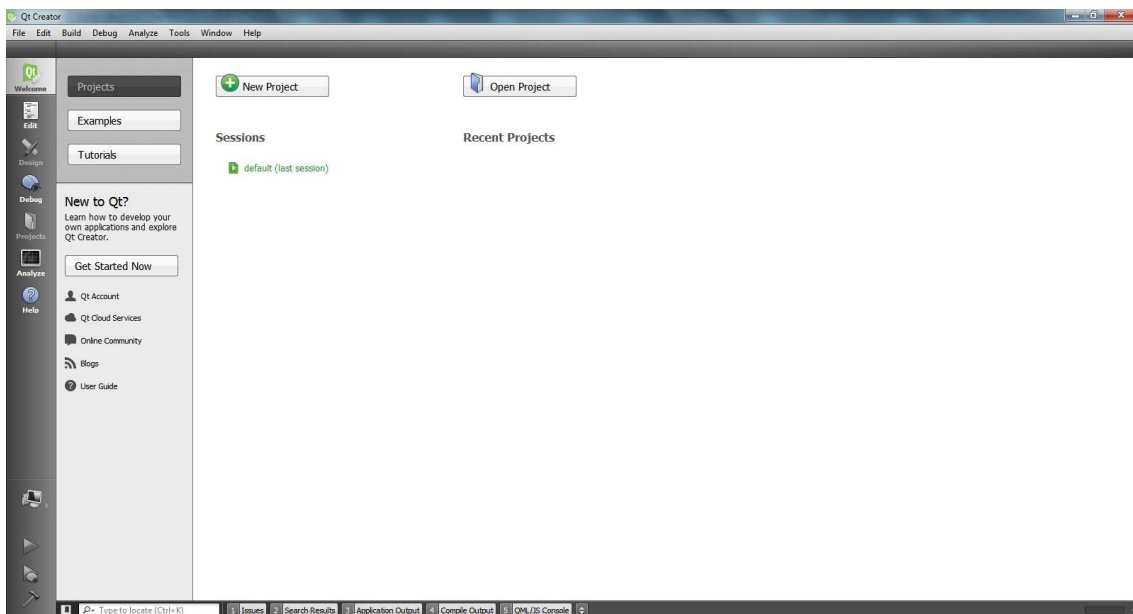 Qt Creator
File Edit Build Debug Analyze Tools Window Help
Qt
Welcome
Edit
Design
Debug
Projects
Analyze
Help
Projects
Examples
Tutorials
New to Qt?
Learn how to develop your
own applications and explore
Qt Creator.
Get Started Now
Qt Account
Qt Cloud Services
Online Community
Blogs
User Guide
New Project
Open Project
Sessions
Recent Projects
default (last session)
Type to locate (Ctrl+K)
1 Issues 2 Search Results 3 Application Output 4 Compile Output 5 QML/JS Console